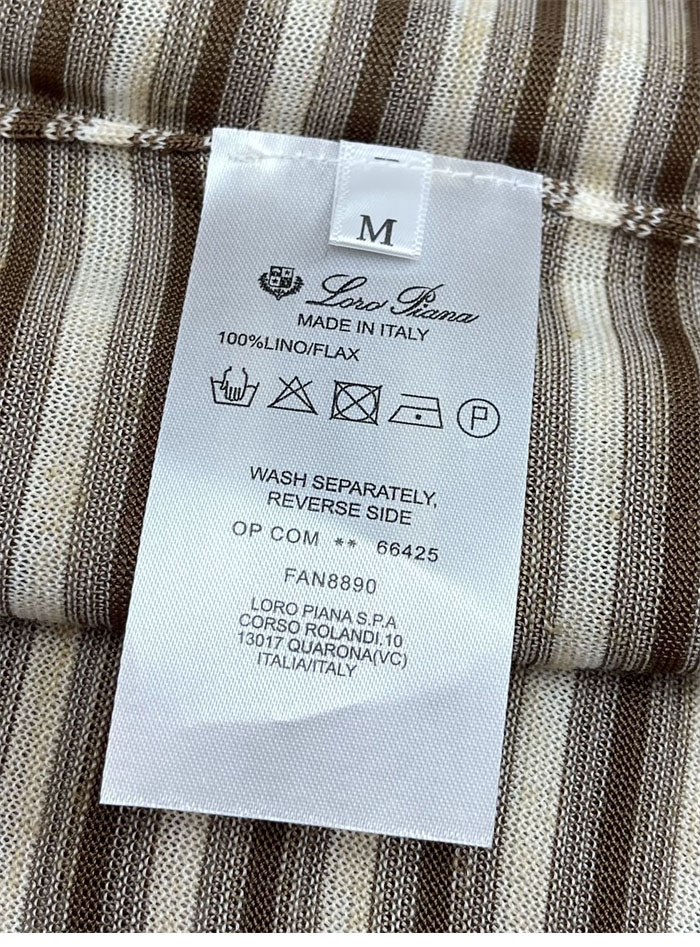 M
Loro Piana
MADE IN ITALY
100%LINO/FLAX
P
WASH SEPARATELY,
REVERSE SIDE
OP COM ** 66425
FAN8890
LORO PIANA S.P.A
CORSO ROLANDI.10
13017 QUARONA(VC)
ITALIA/ITALY